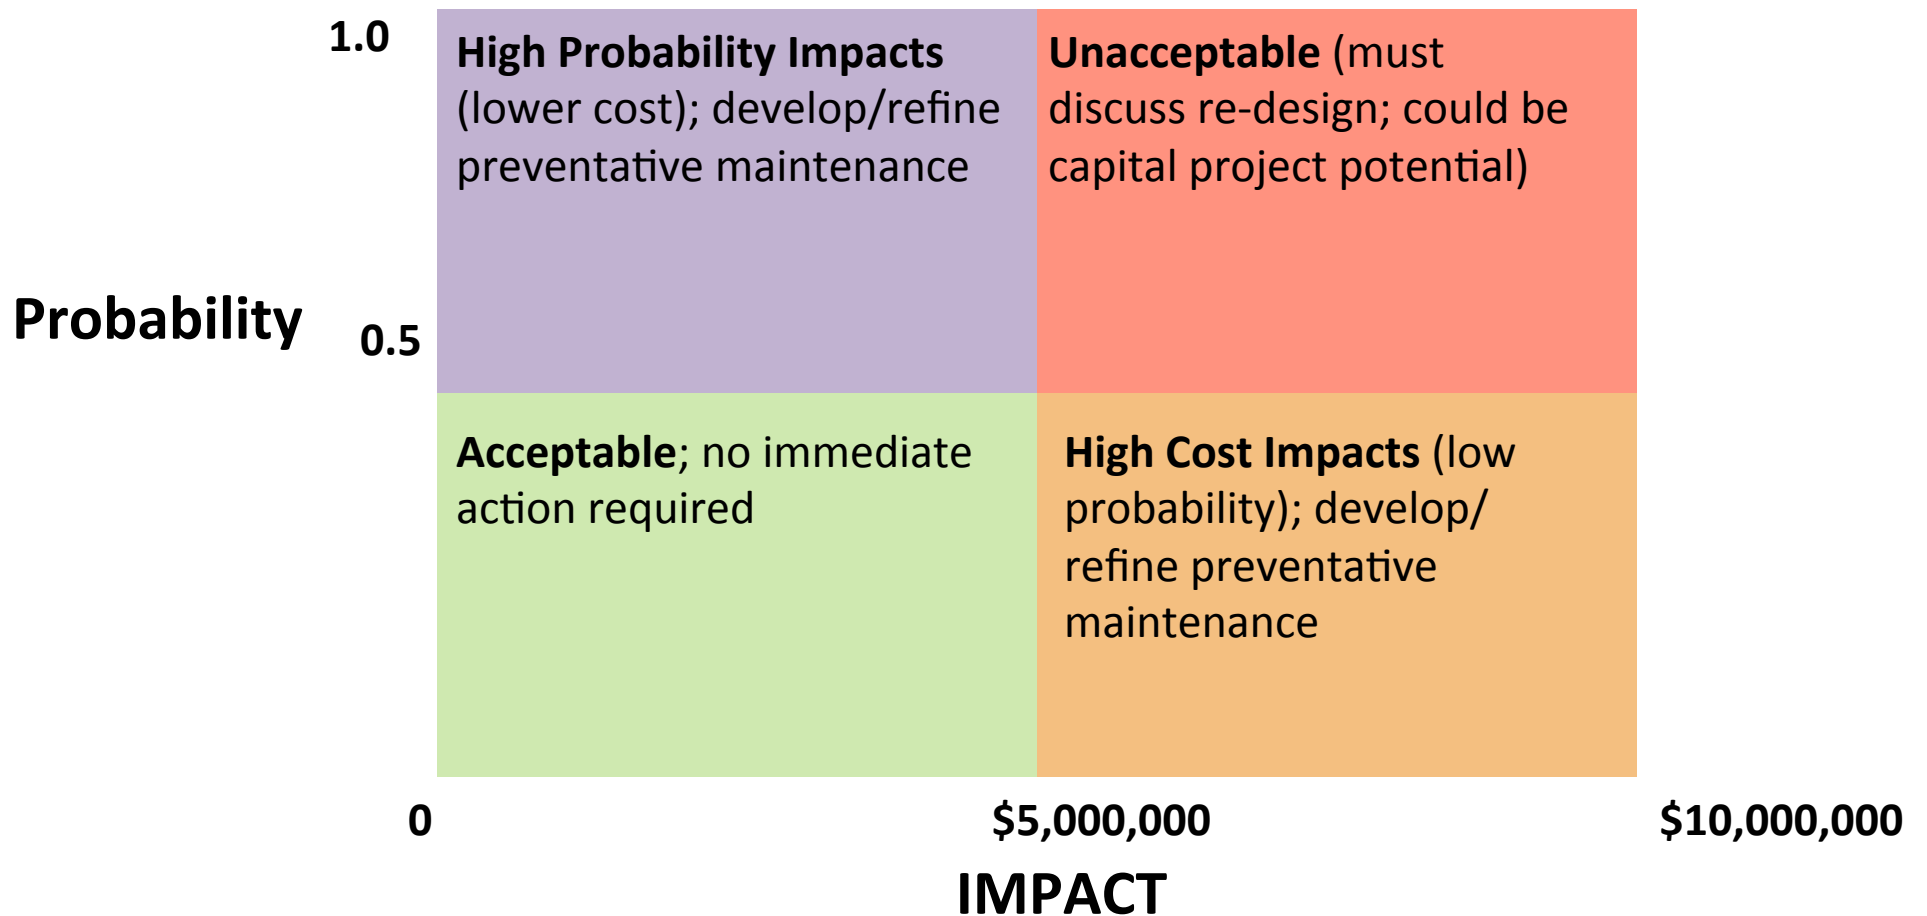 1.0
High Probability Impacts
(lower cost); develop/refine
preventative maintenance
Unacceptable (must
discuss re-design; could be
capital project potential)
Probability
0.5
Acceptable; no immediate
action required
High Cost Impacts (low
probability); develop/
refine preventative
maintenance
0
$5,000,000
$10,000,000
IMPACT